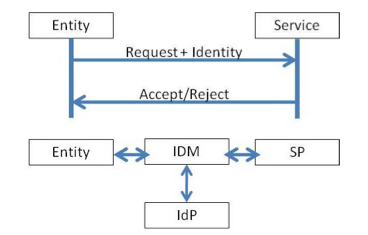 Entity Service
Request + Identity
Accept/Reject
Entity IDM SP
IdP